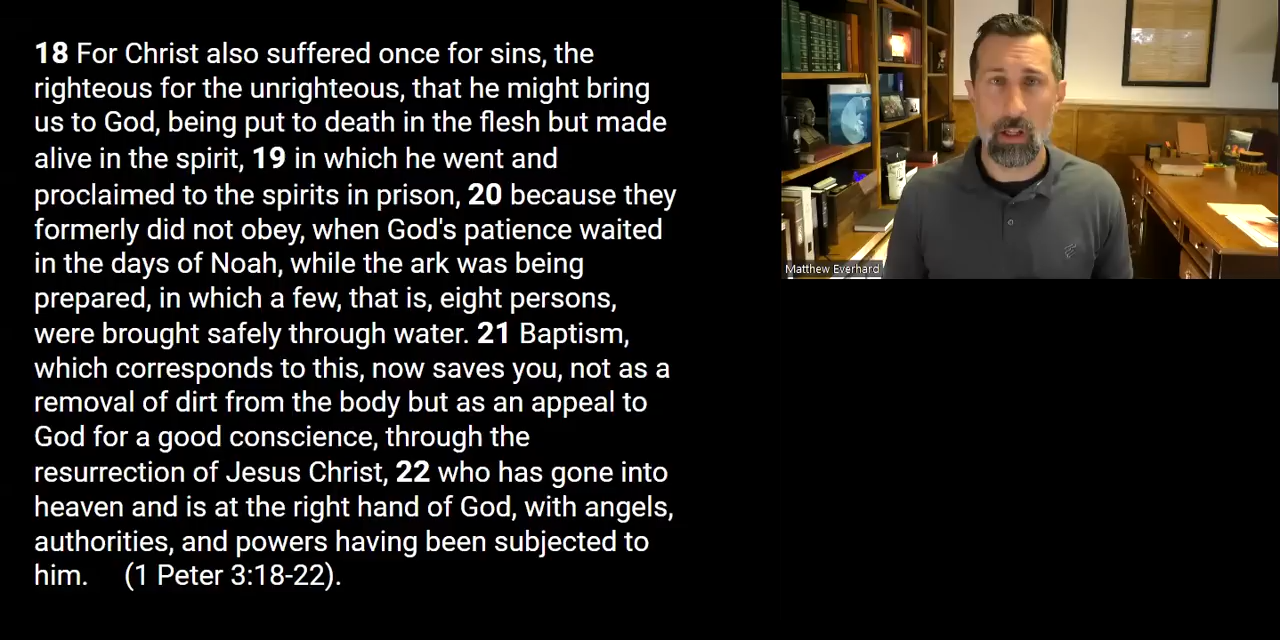 18 For Christ also suffered once for sins, the
righteous for the unrighteous, that he might bring
us to God, being put to death in the flesh but made
alive in the spirit, 19 in which he went and
proclaimed to the spirits in prison, 20 because they
formerly did not obey, when God's patience waited
in the days of Noah, while the ark was being
prepared, in which a few, that is, eight persons,
were brought safely through water. 21 Baptism,
which corresponds to this, now saves you, not as a
removal of dirt from the body but as an appeal to
God for a good conscience, through the
resurrection of Jesus Christ, 22 who has gone into
heaven and is at the right hand of God, with angels,
authorities, and powers having been subjected to
him. (1 Peter 3:18-22).
Matthew Everhard